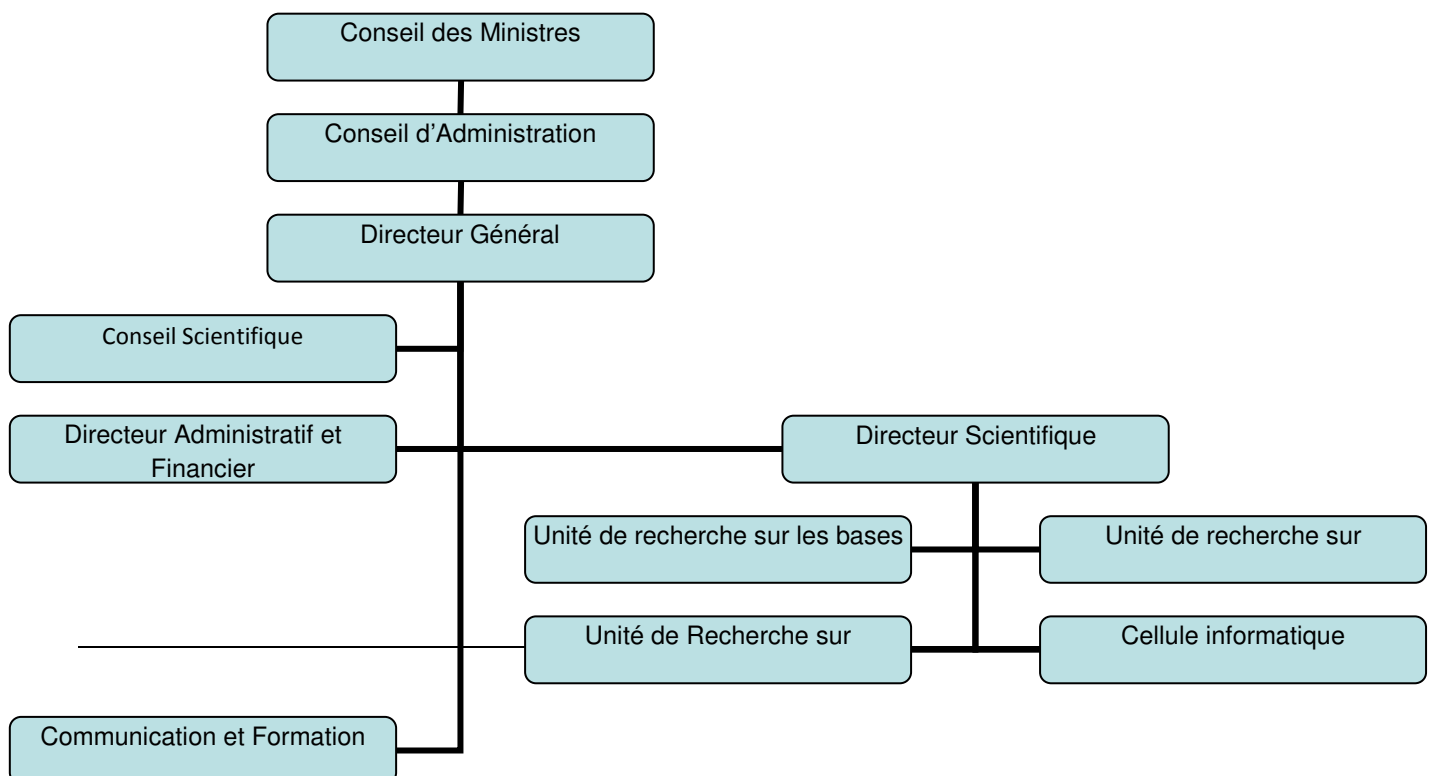 Conseil des Ministres
Conseil d’Administration
Directeur Général
Conseil Scientifique
Directeur Administratif et
Financier
Directeur Scientifique
Unité de recherche sur les bases
Unité de recherche sur
Unité de Recherche sur
Cellule informatique
Communication et Formation